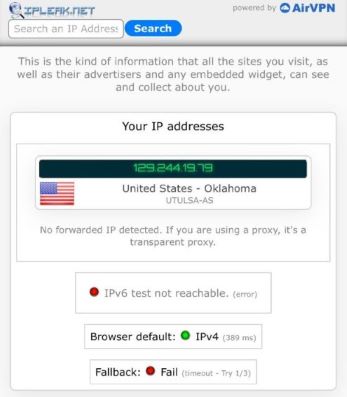 IPLEAK.NET
powered by AirVPN
Search an IP Address Search
This is the kind of information that all the sites you visit, as
well as their advertisers and any embedded widget, can see
and collect about you.
Your IP addresses
129.244.19.79
United States - Oklahoma
UTULSA-AS
No forwarded IP detected. If you are using a proxy, it's a
transparent proxy.
IPv6 test not reachable. (error)
Browser default: IPv4 (389 ms)
Fallback: Fail (timeout - Try 1/3)